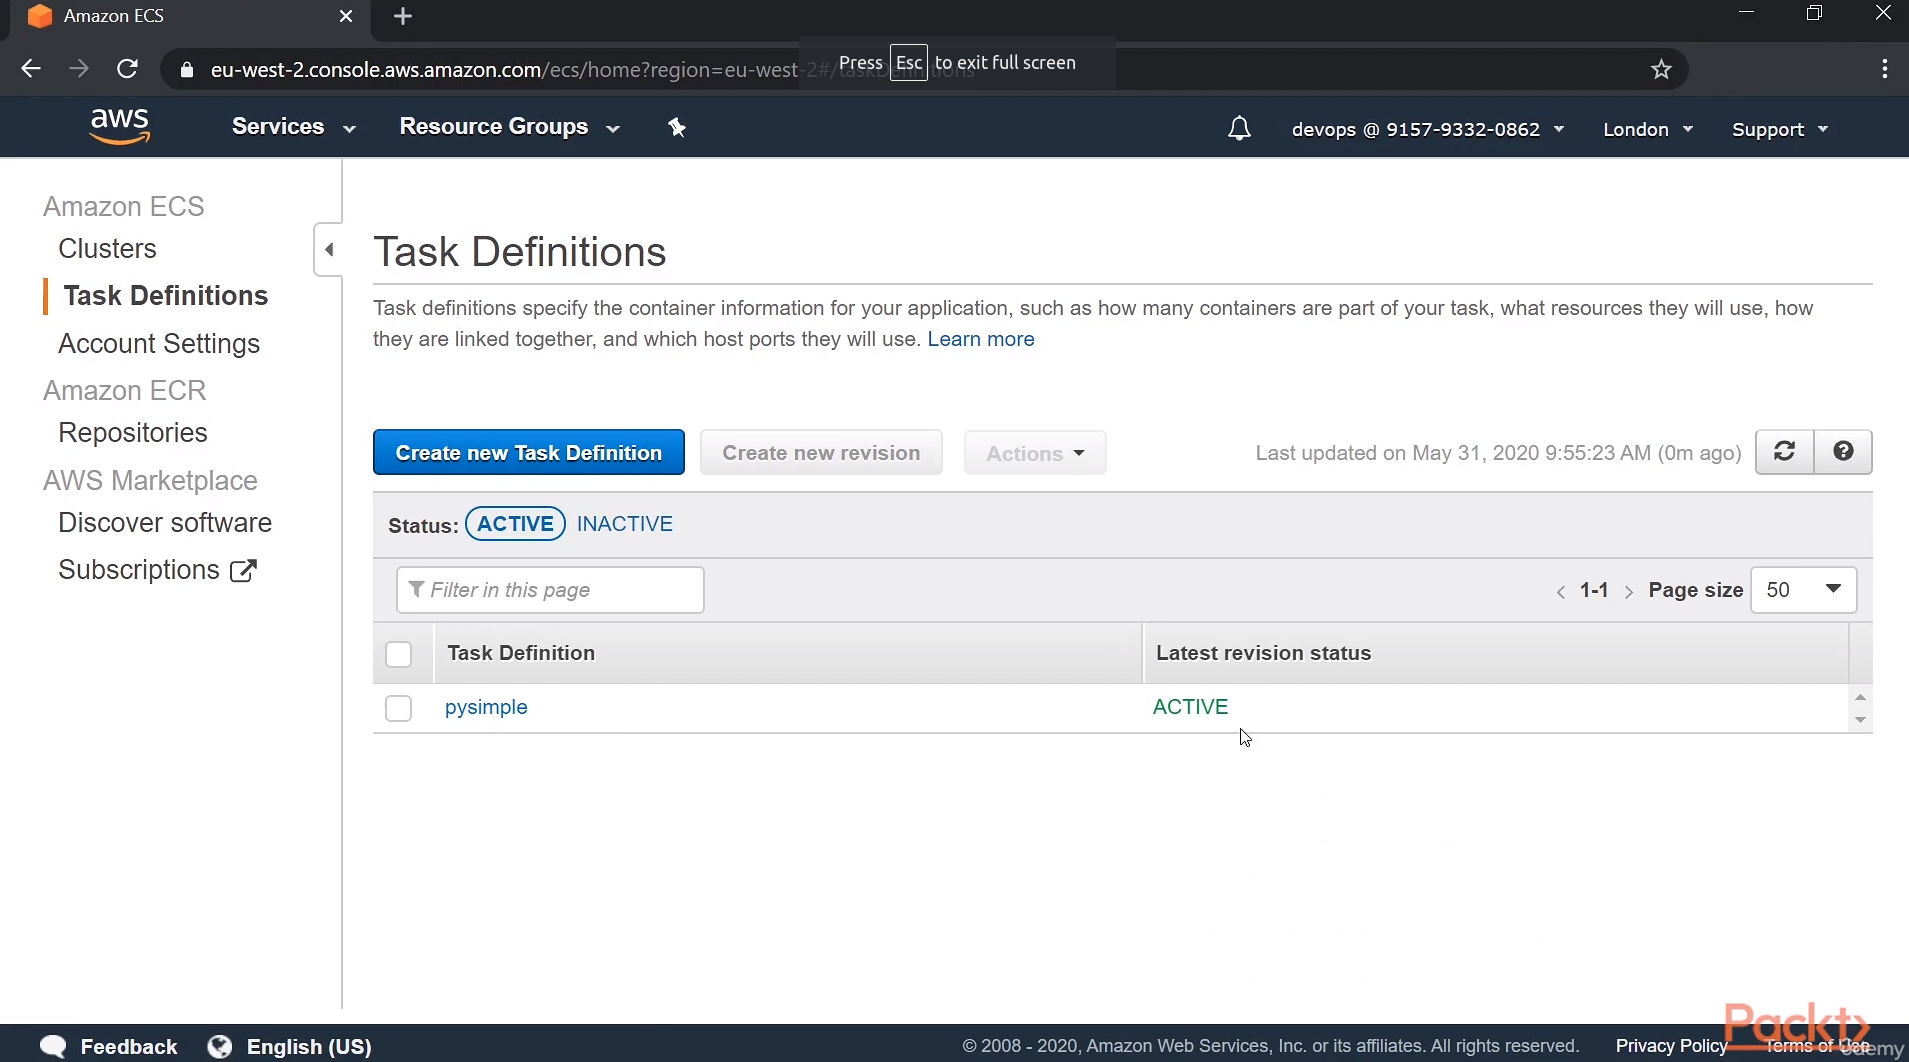 Amazon ECS
eu-west-2.console.aws.amazon.com/ecs/home?region=eu-west-2#/taskDefinitions
Press Esc to exit full screen
aws
Services
Resource Groups
devops @ 9157-9332-0862
London
Support
Amazon ECS
Clusters
Task Definitions
Account Settings
Amazon ECR
Repositories
AWS Marketplace
Discover software
Subscriptions
Task Definitions
Task definitions specify the container information for your application, such as how many containers are part of your task, what resources they will use, how
they are linked together, and which host ports they will use. Learn more
Create new Task Definition
Create new revision
Actions
Last updated on May 31, 2020 9:55:23 AM (0m ago)
Status: ACTIVE INACTIVE
Filter in this page
1-1
Page size 50
Task Definition
Latest revision status
pysimple
ACTIVE
Feedback
English (US)
© 2008 - 2020, Amazon Web Services, Inc. or its affiliates. All rights reserved.
Privacy Policy
Terms of Use
Packt
udemy